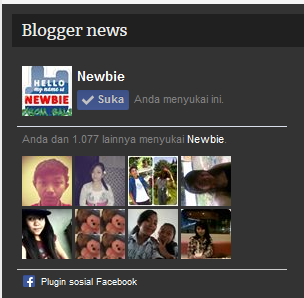 Blogger news
HELLO
my name is
NEWBIE
Newbie
Suka
Anda menyukai ini.
Anda dan 1.077 lainnya menyukai Newbie.
Plugin sosial Facebook